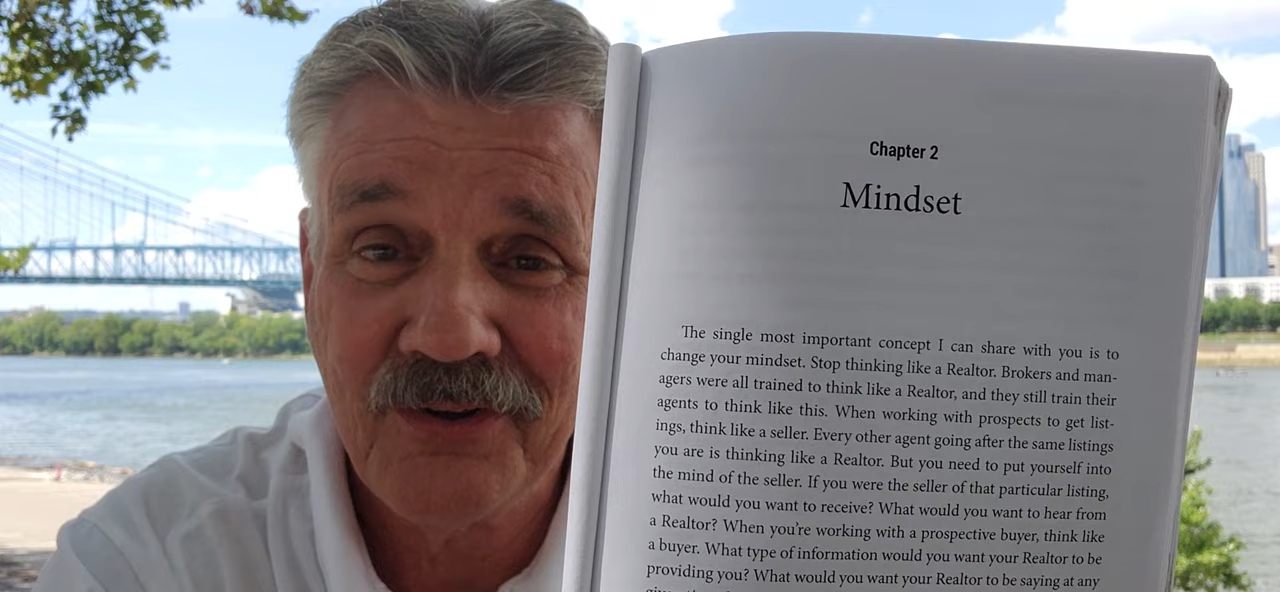 Chapter 2
Mindset
The single most important concept I can share with you is to
change your mindset. Stop thinking like a Realtor. Brokers and man-
agers were all trained to think like a Realtor, and they still train their
agents to think like this. When working with prospects to get list-
ings, think like a seller. Every other agent going after the same listings
you are is thinking like a Realtor. But you need to put yourself into
the mind of the seller. If you were the seller of that particular listing,
what would you want to receive? What would you want to hear from
a Realtor? When you're working with a prospective buyer, think like
a buyer. What type of information would you want your Realtor to be
providing you? What would you want your Realtor to be saying at any